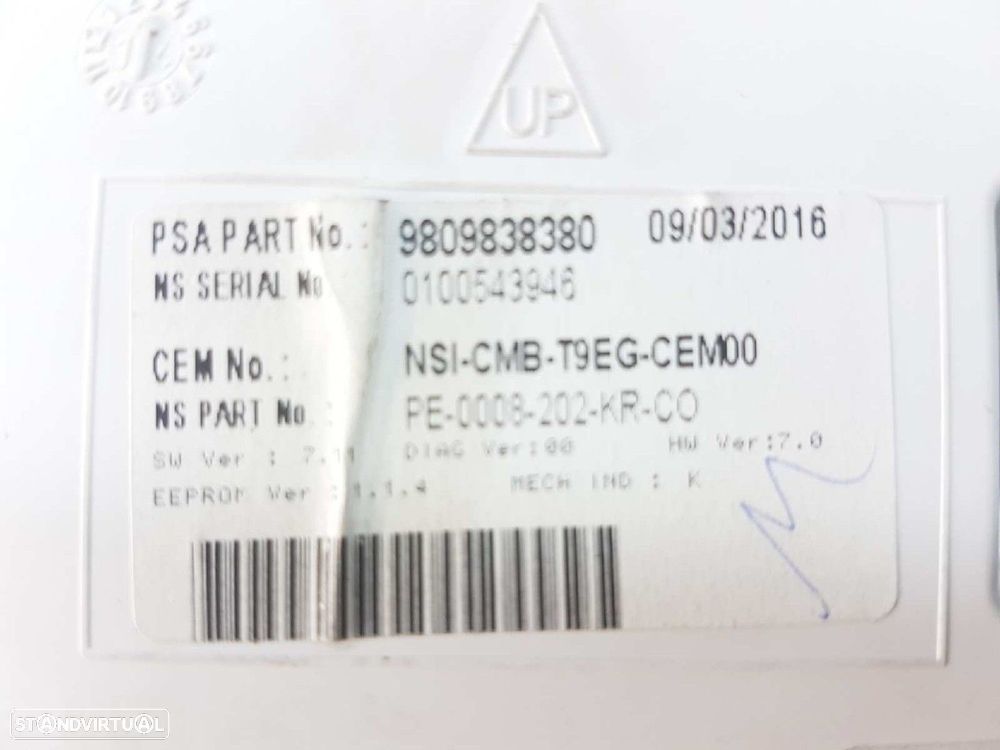 UP
PSA PART No.: 9809838380 09/03/2016
NS SERIAL No 0100543946
CEM No.: NSI-CMB-T9EG-CEM00
NS PART No. PE-0008-202-KR-CO
SW Ver : 7.11 DIAG Ver:00 HW Ver:7.0
EEPROM Ver :1.1.4 MECH IND : K
STANDVIRTUAL